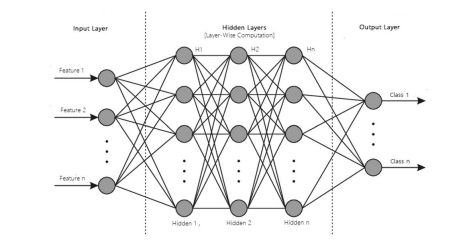 Input Layer
Hidden Layers
(Layer-Wise Computation)
Output Layer
H1
H2
Hn
Feature 1
Feature 2
Feature n
Class 1
Class n
Hidden 1,
Hidden 2
Hidden n